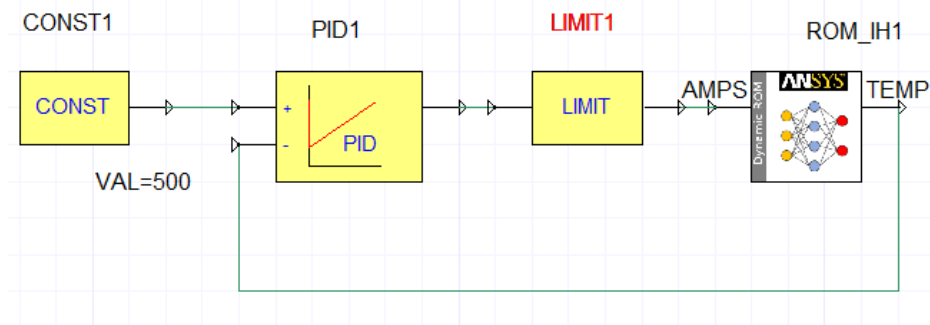 CONST1
PID1
LIMIT1
ROM_IH1
CONST
+
-
PID
LIMIT
AMPS
Dynamic ROM
ANSYS
TEMP
VAL=500